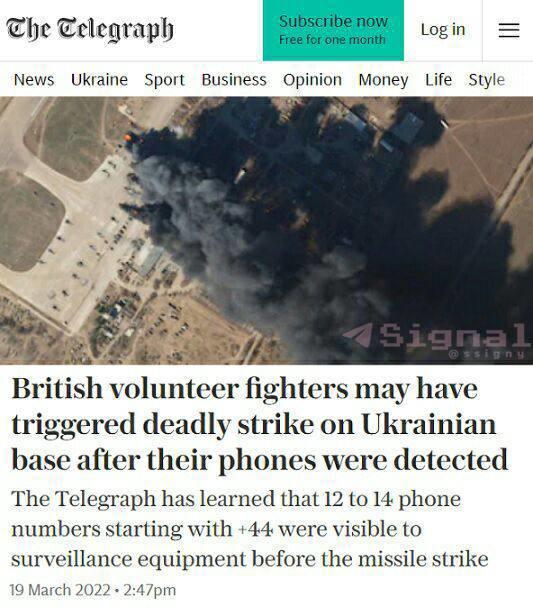 The Telegraph
Subscribe now
Free for one month
Log in
News Ukraine Sport Business Opinion Money Life Style
Signal
@ssigny
British volunteer fighters may have
triggered deadly strike on Ukrainian
base after their phones were detected
The Telegraph has learned that 12 to 14 phone
numbers starting with +44 were visible to
surveillance equipment before the missile strike
19 March 2022 • 2:47pm